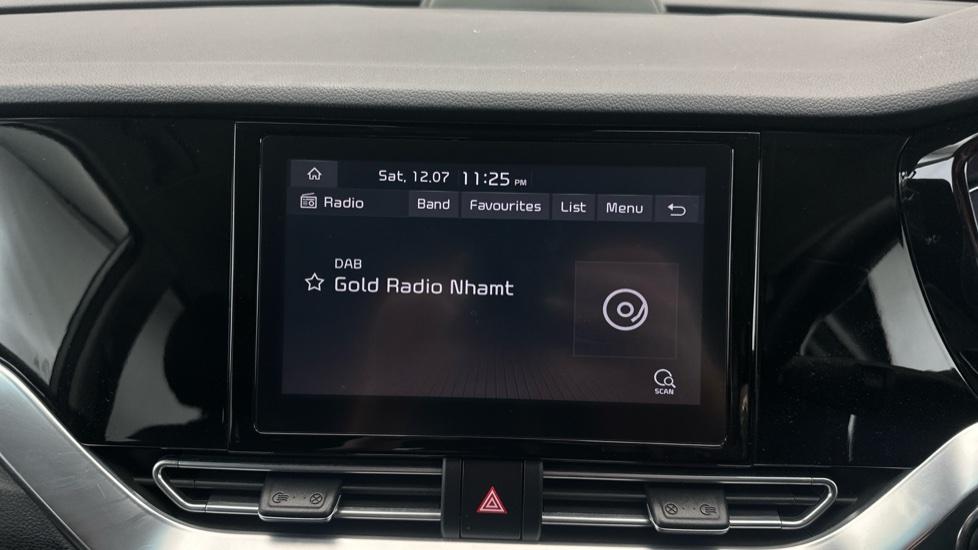 Sat, 12.07 11:25 PM
Radio Band Favourites List Menu
DAB
Gold Radio Nhamt
SCAN